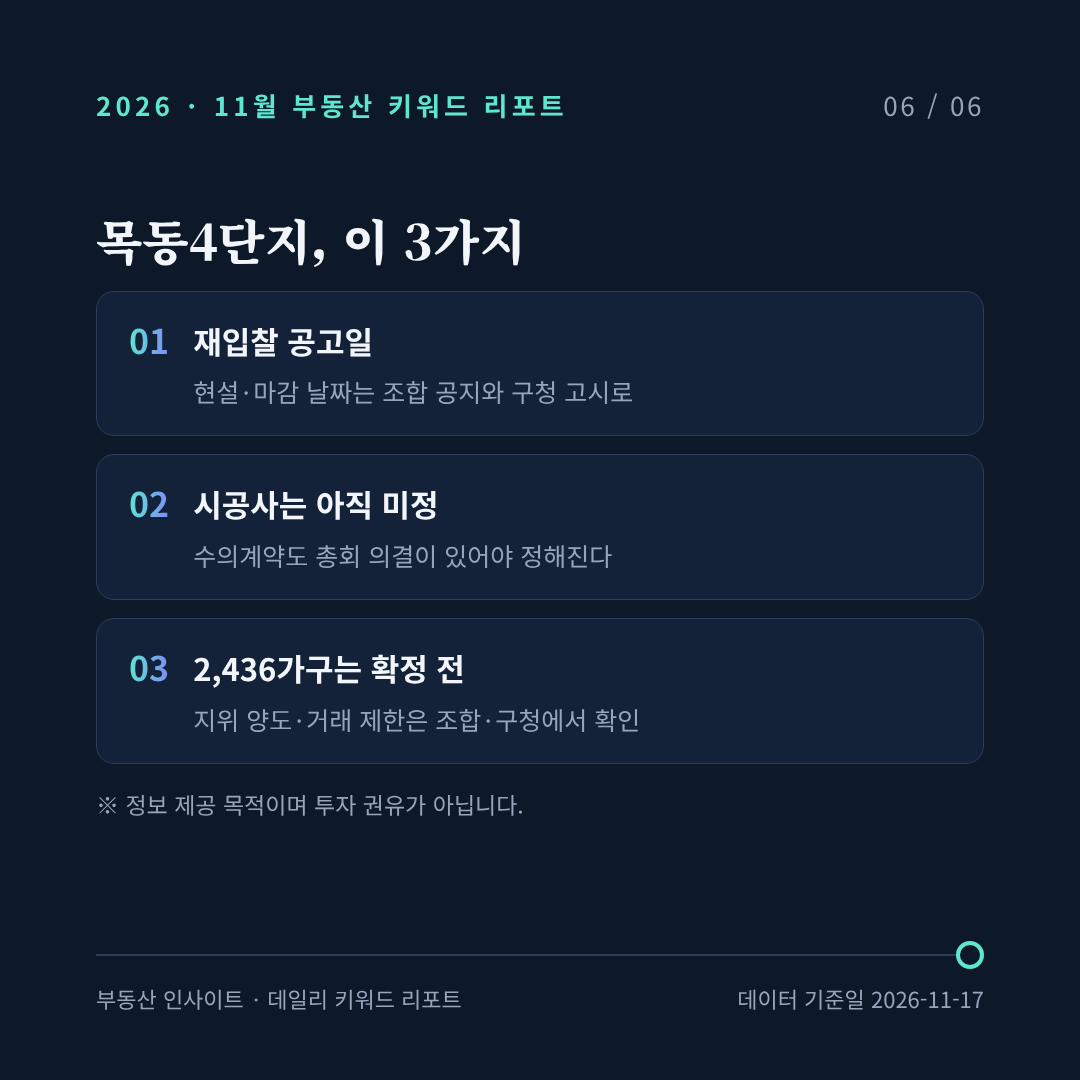 2026 · 11월 부동산 키워드 리포트
06 / 06
목동4단지, 이 3가지
01 재입찰 공고일
현설·마감 날짜는 조합 공지와 구청 고시로
02 시공사는 아직 미정
수의계약도 총회 의결이 있어야 정해진다
03 2,436가구는 확정 전
지위 양도·거래 제한은 조합·구청에서 확인
※ 정보 제공 목적이며 투자 권유가 아닙니다.
부동산 인사이트 · 데일리 키워드 리포트
데이터 기준일 2026-11-17